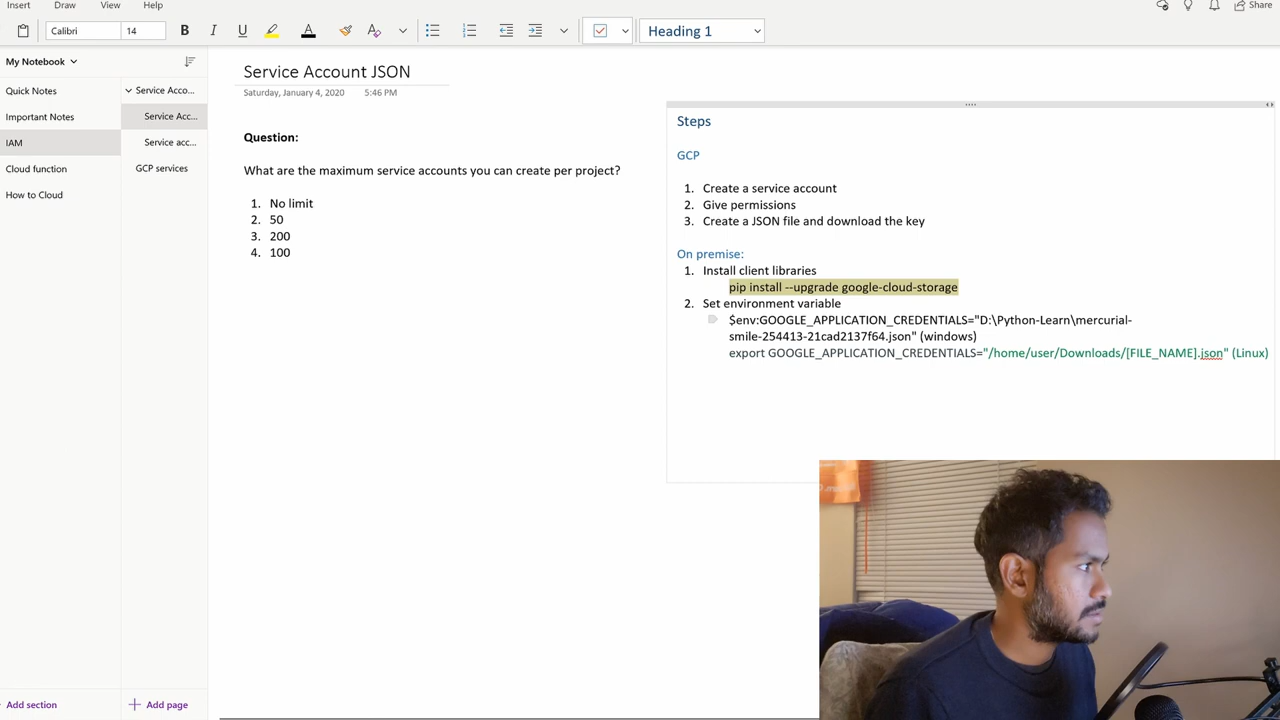 Insert Draw View Help
Share
Calibri 14 B I U A A Heading 1
My Notebook
Quick Notes
Important Notes
IAM
Cloud function
How to Cloud
Add section
Service Acco...
Service Acc...
Service acc...
GCP services
Add page
Service Account JSON
Saturday, January 4, 2020 5:46 PM
Question:
What are the maximum service accounts you can create per project?
1. No limit
2. 50
3. 200
4. 100
Steps
GCP
1. Create a service account
2. Give permissions
3. Create a JSON file and download the key
On premise:
1. Install client libraries
pip install --upgrade google-cloud-storage
2. Set environment variable
$env:GOOGLE_APPLICATION_CREDENTIALS="D:\Python-Learn\mercurial-
smile-254413-21cad2137f64.json" (windows)
export GOOGLE_APPLICATION_CREDENTIALS="/home/user/Downloads/[FILE_NAME].json" (Linux)